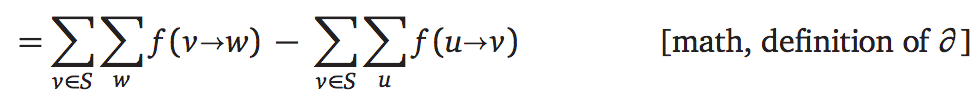 = ∑_{v∈S} ∑_{w} f(v→w) − ∑_{v∈S} ∑_{u} f(u→v) [math, definition of ∂]